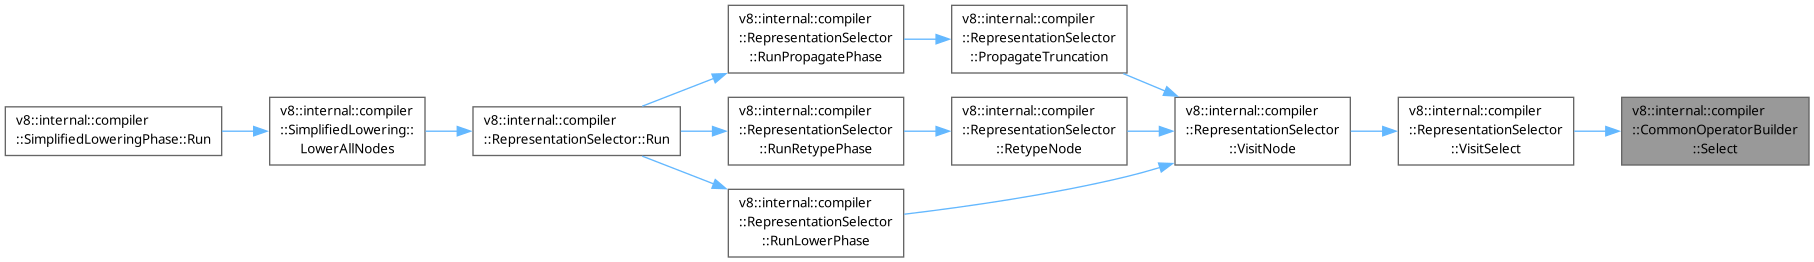 v8::internal::compiler
::SimplifiedLoweringPhase::Run
v8::internal::compiler
::SimplifiedLowering::
LowerAllNodes
v8::internal::compiler
::RepresentationSelector::Run
v8::internal::compiler
::RepresentationSelector
::RunPropagatePhase
v8::internal::compiler
::RepresentationSelector
::PropagateTruncation
v8::internal::compiler
::RepresentationSelector
::RunRetypePhase
v8::internal::compiler
::RepresentationSelector
::RetypeNode
v8::internal::compiler
::RepresentationSelector
::RunLowerPhase
v8::internal::compiler
::RepresentationSelector
::VisitNode
v8::internal::compiler
::RepresentationSelector
::VisitSelect
v8::internal::compiler
::CommonOperatorBuilder
::Select